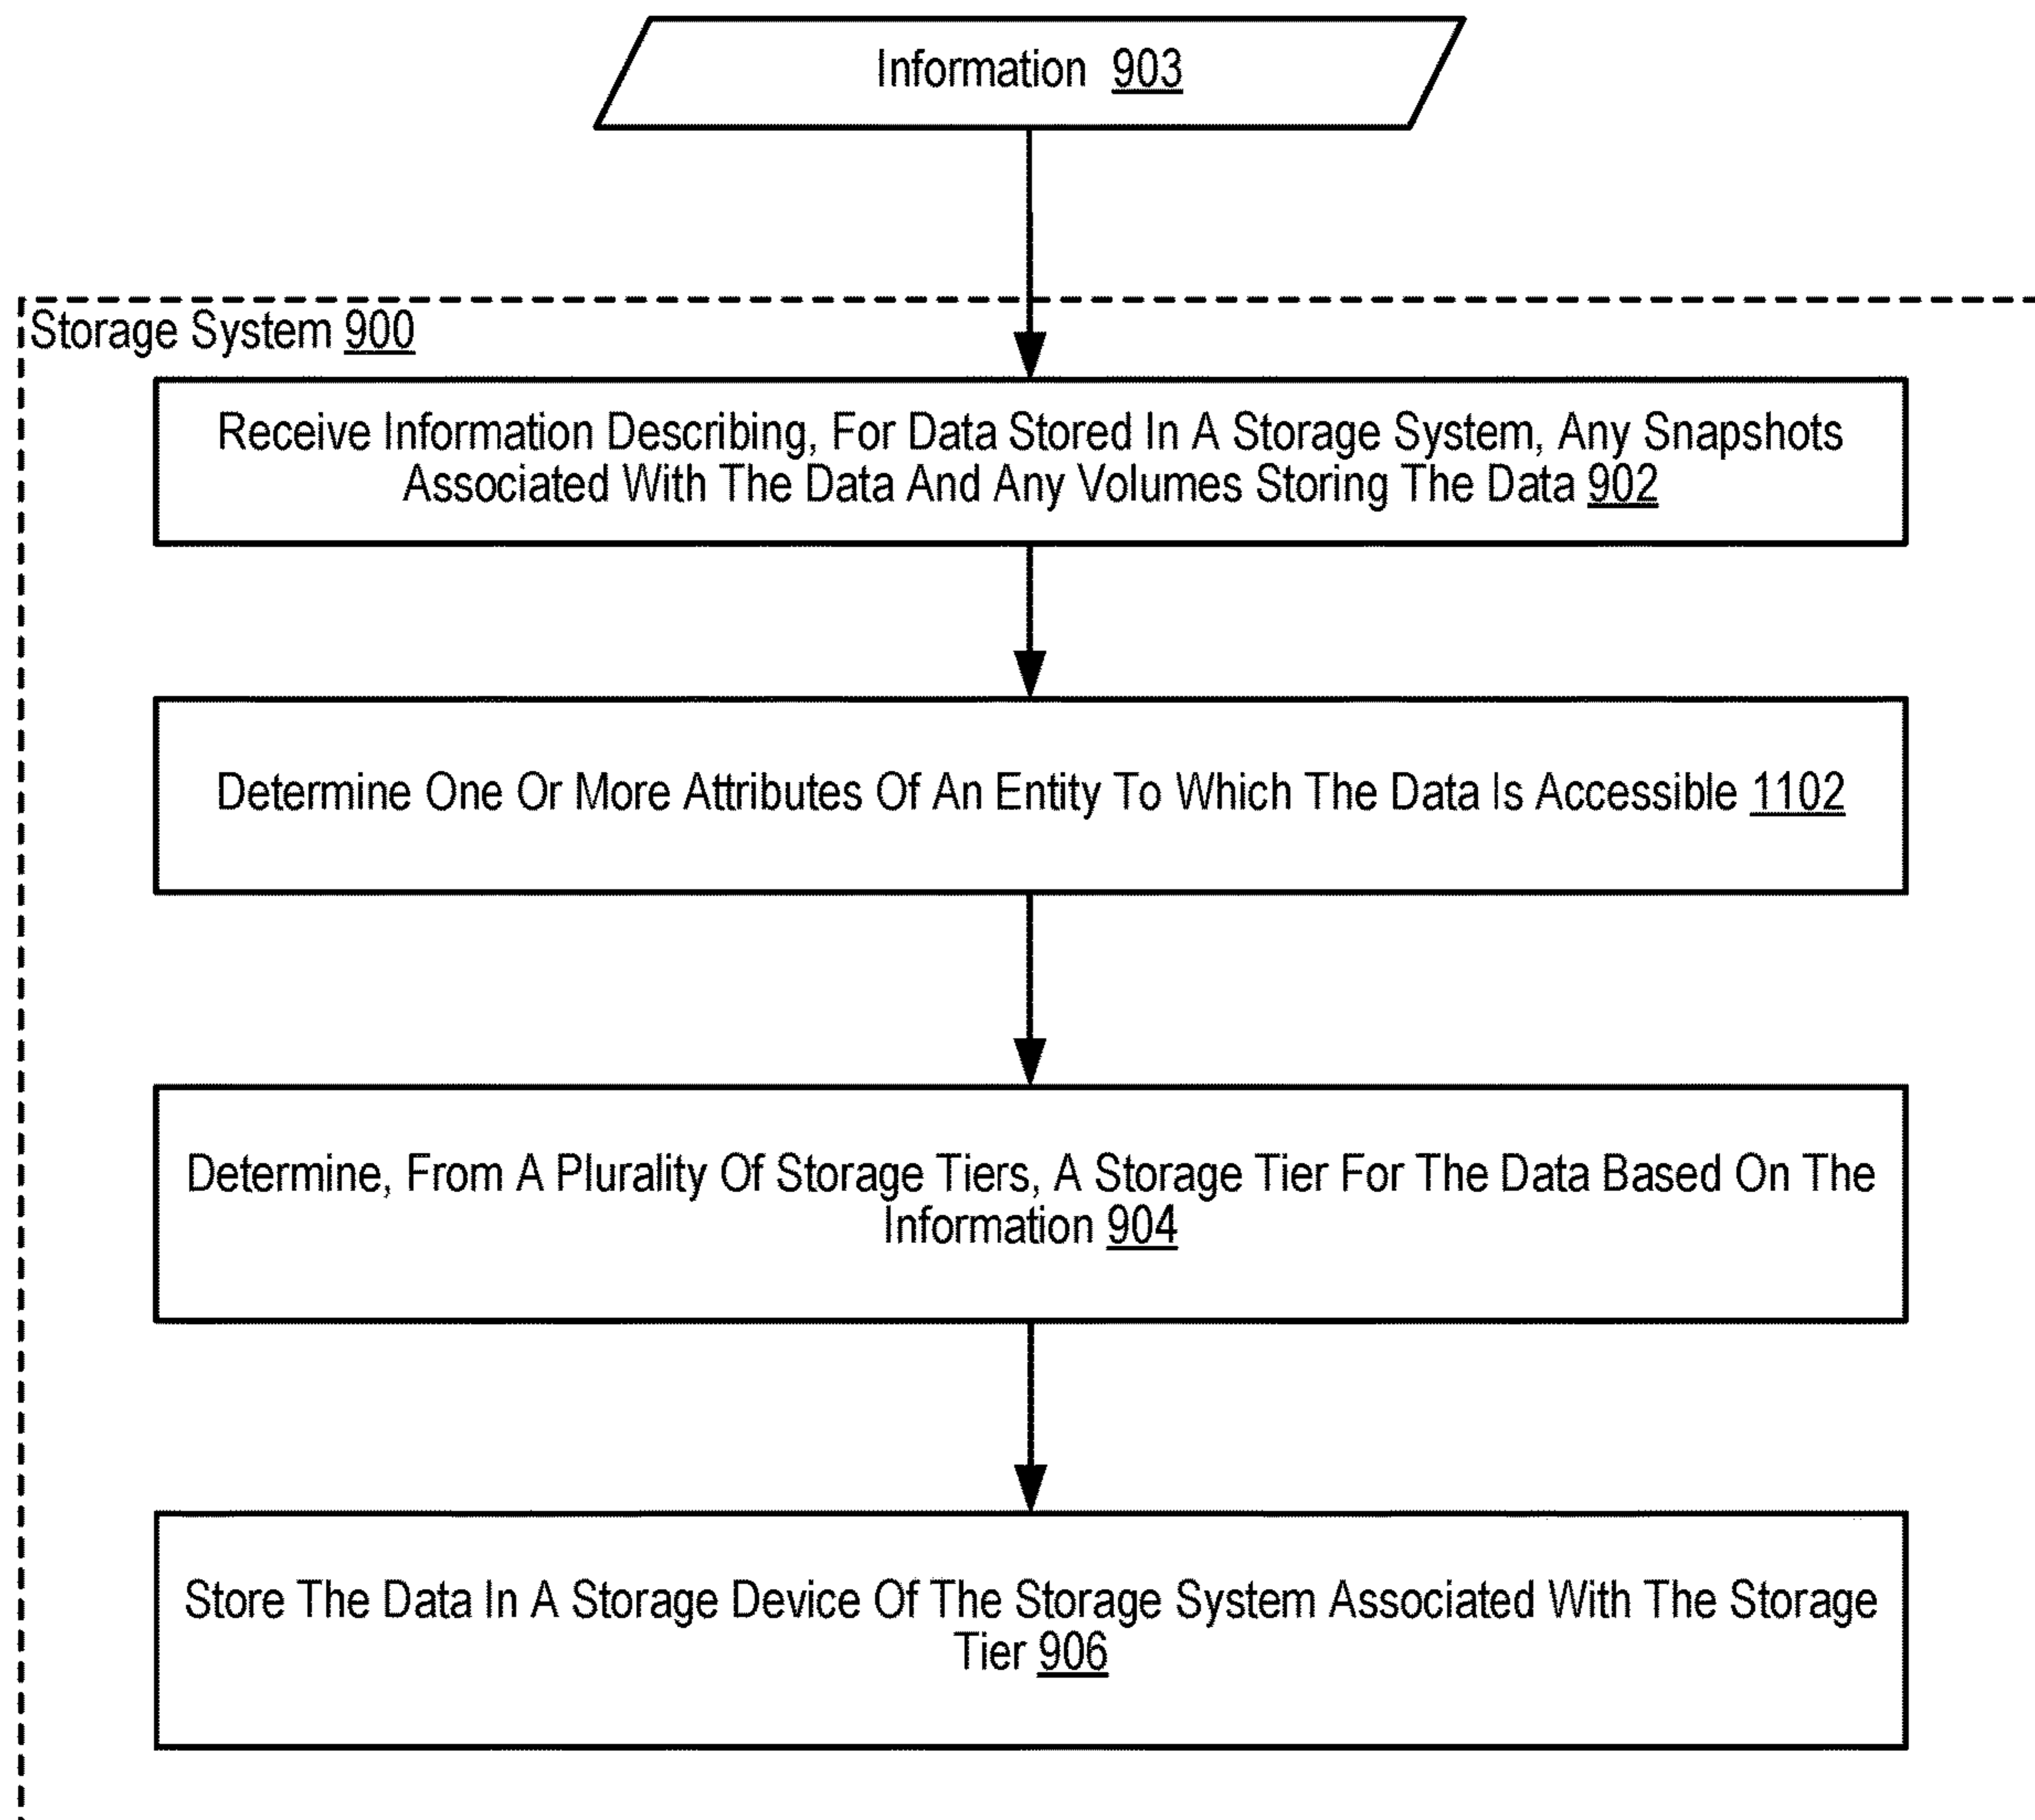 Information 903
Storage System 900
Receive Information Describing, For Data Stored In A Storage System, Any Snapshots
Associated With The Data And Any Volumes Storing The Data 902
Determine One Or More Attributes Of An Entity To Which The Data Is Accessible 1102
Determine, From A Plurality Of Storage Tiers, A Storage Tier For The Data Based On The
Information 904
Store The Data In A Storage Device Of The Storage System Associated With The Storage
Tier 906